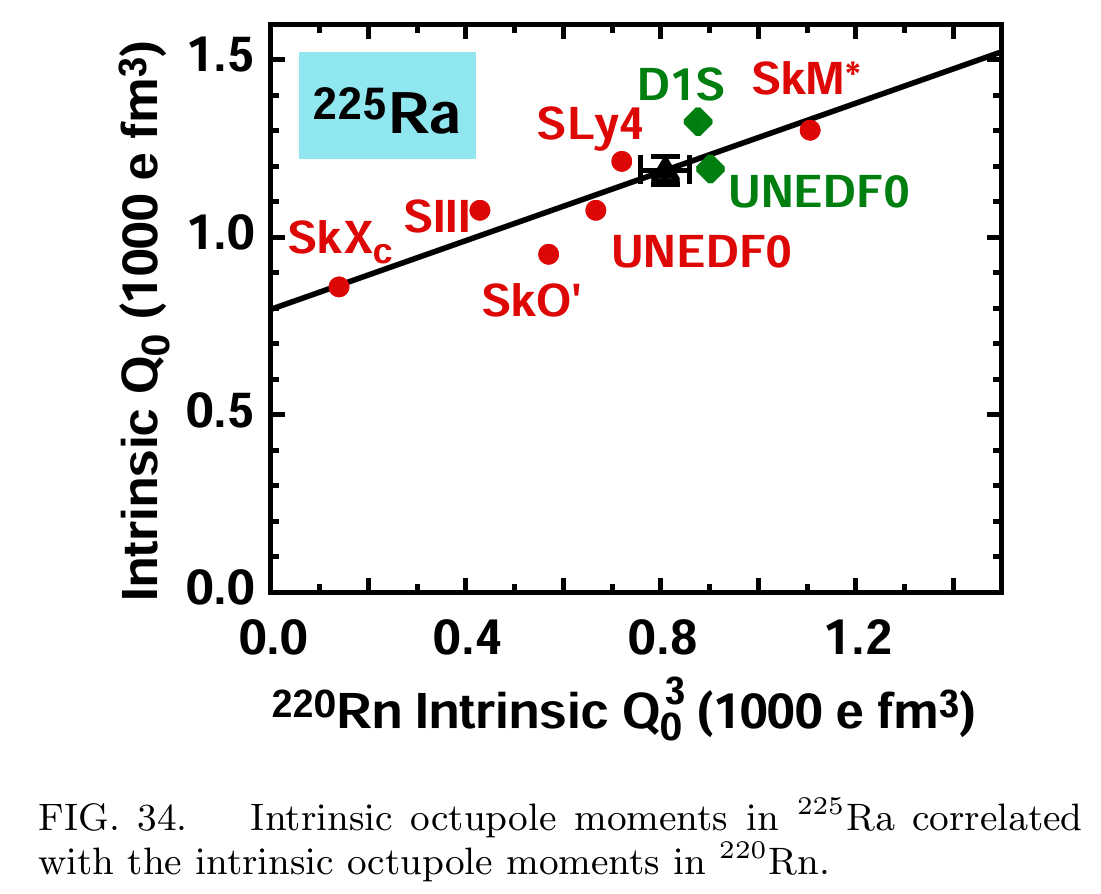 1.5
1.0
0.5
0.0
Intrinsic Q₀ (1000 e fm³)
²²⁵Ra
D1S
SkM*
SLy4
UNEDF0
SIII
SkXc
UNEDF0
SkO'
0.0 0.4 0.8 1.2
²²⁰Rn Intrinsic Q₀³ (1000 e fm³)
FIG. 34. Intrinsic octupole moments in ²²⁵Ra correlated
with the intrinsic octupole moments in ²²⁰Rn.